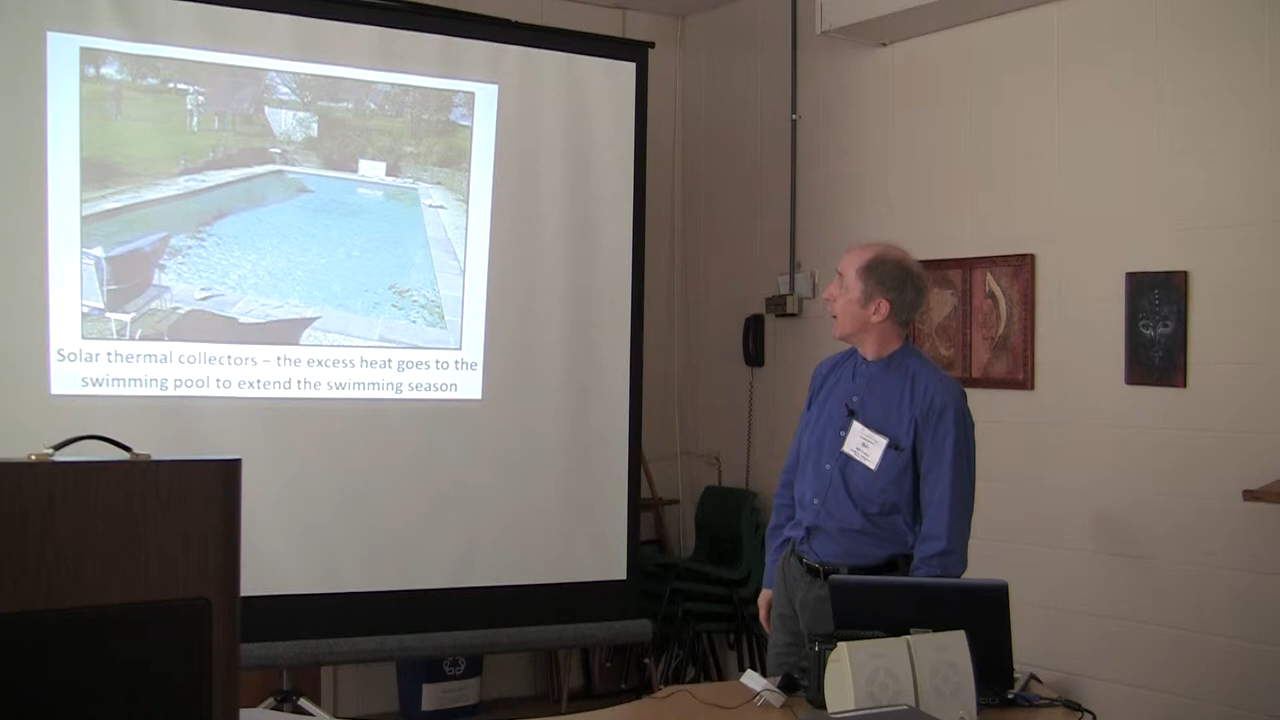 Solar thermal collectors – the excess heat goes to the
swimming pool to extend the swimming season